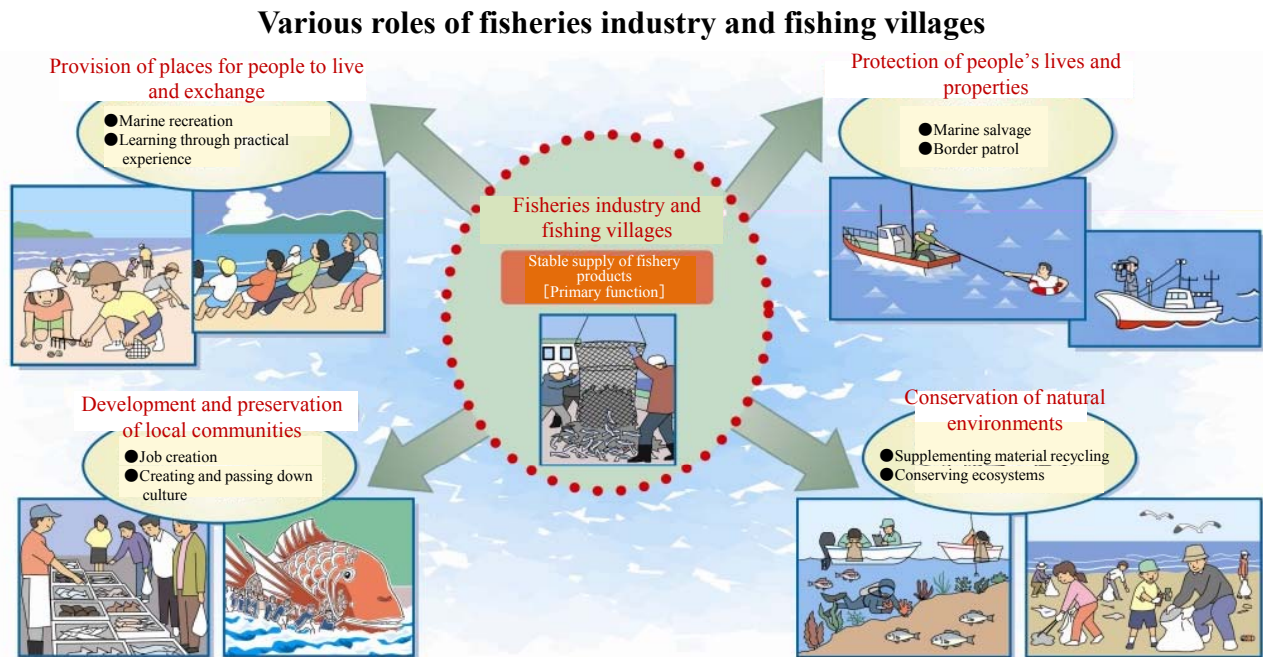 Various roles of fisheries industry and fishing villages
Provision of places for people to live
and exchange
●Marine recreation
●Learning through practical
experience
Protection of people’s lives and
properties
●Marine salvage
●Border patrol
Fisheries industry and
fishing villages
Stable supply of fishery
products
［Primary function］
Development and preservation
of local communities
●Job creation
●Creating and passing down
culture
Conservation of natural
environments
●Supplementing material recycling
●Conserving ecosystems